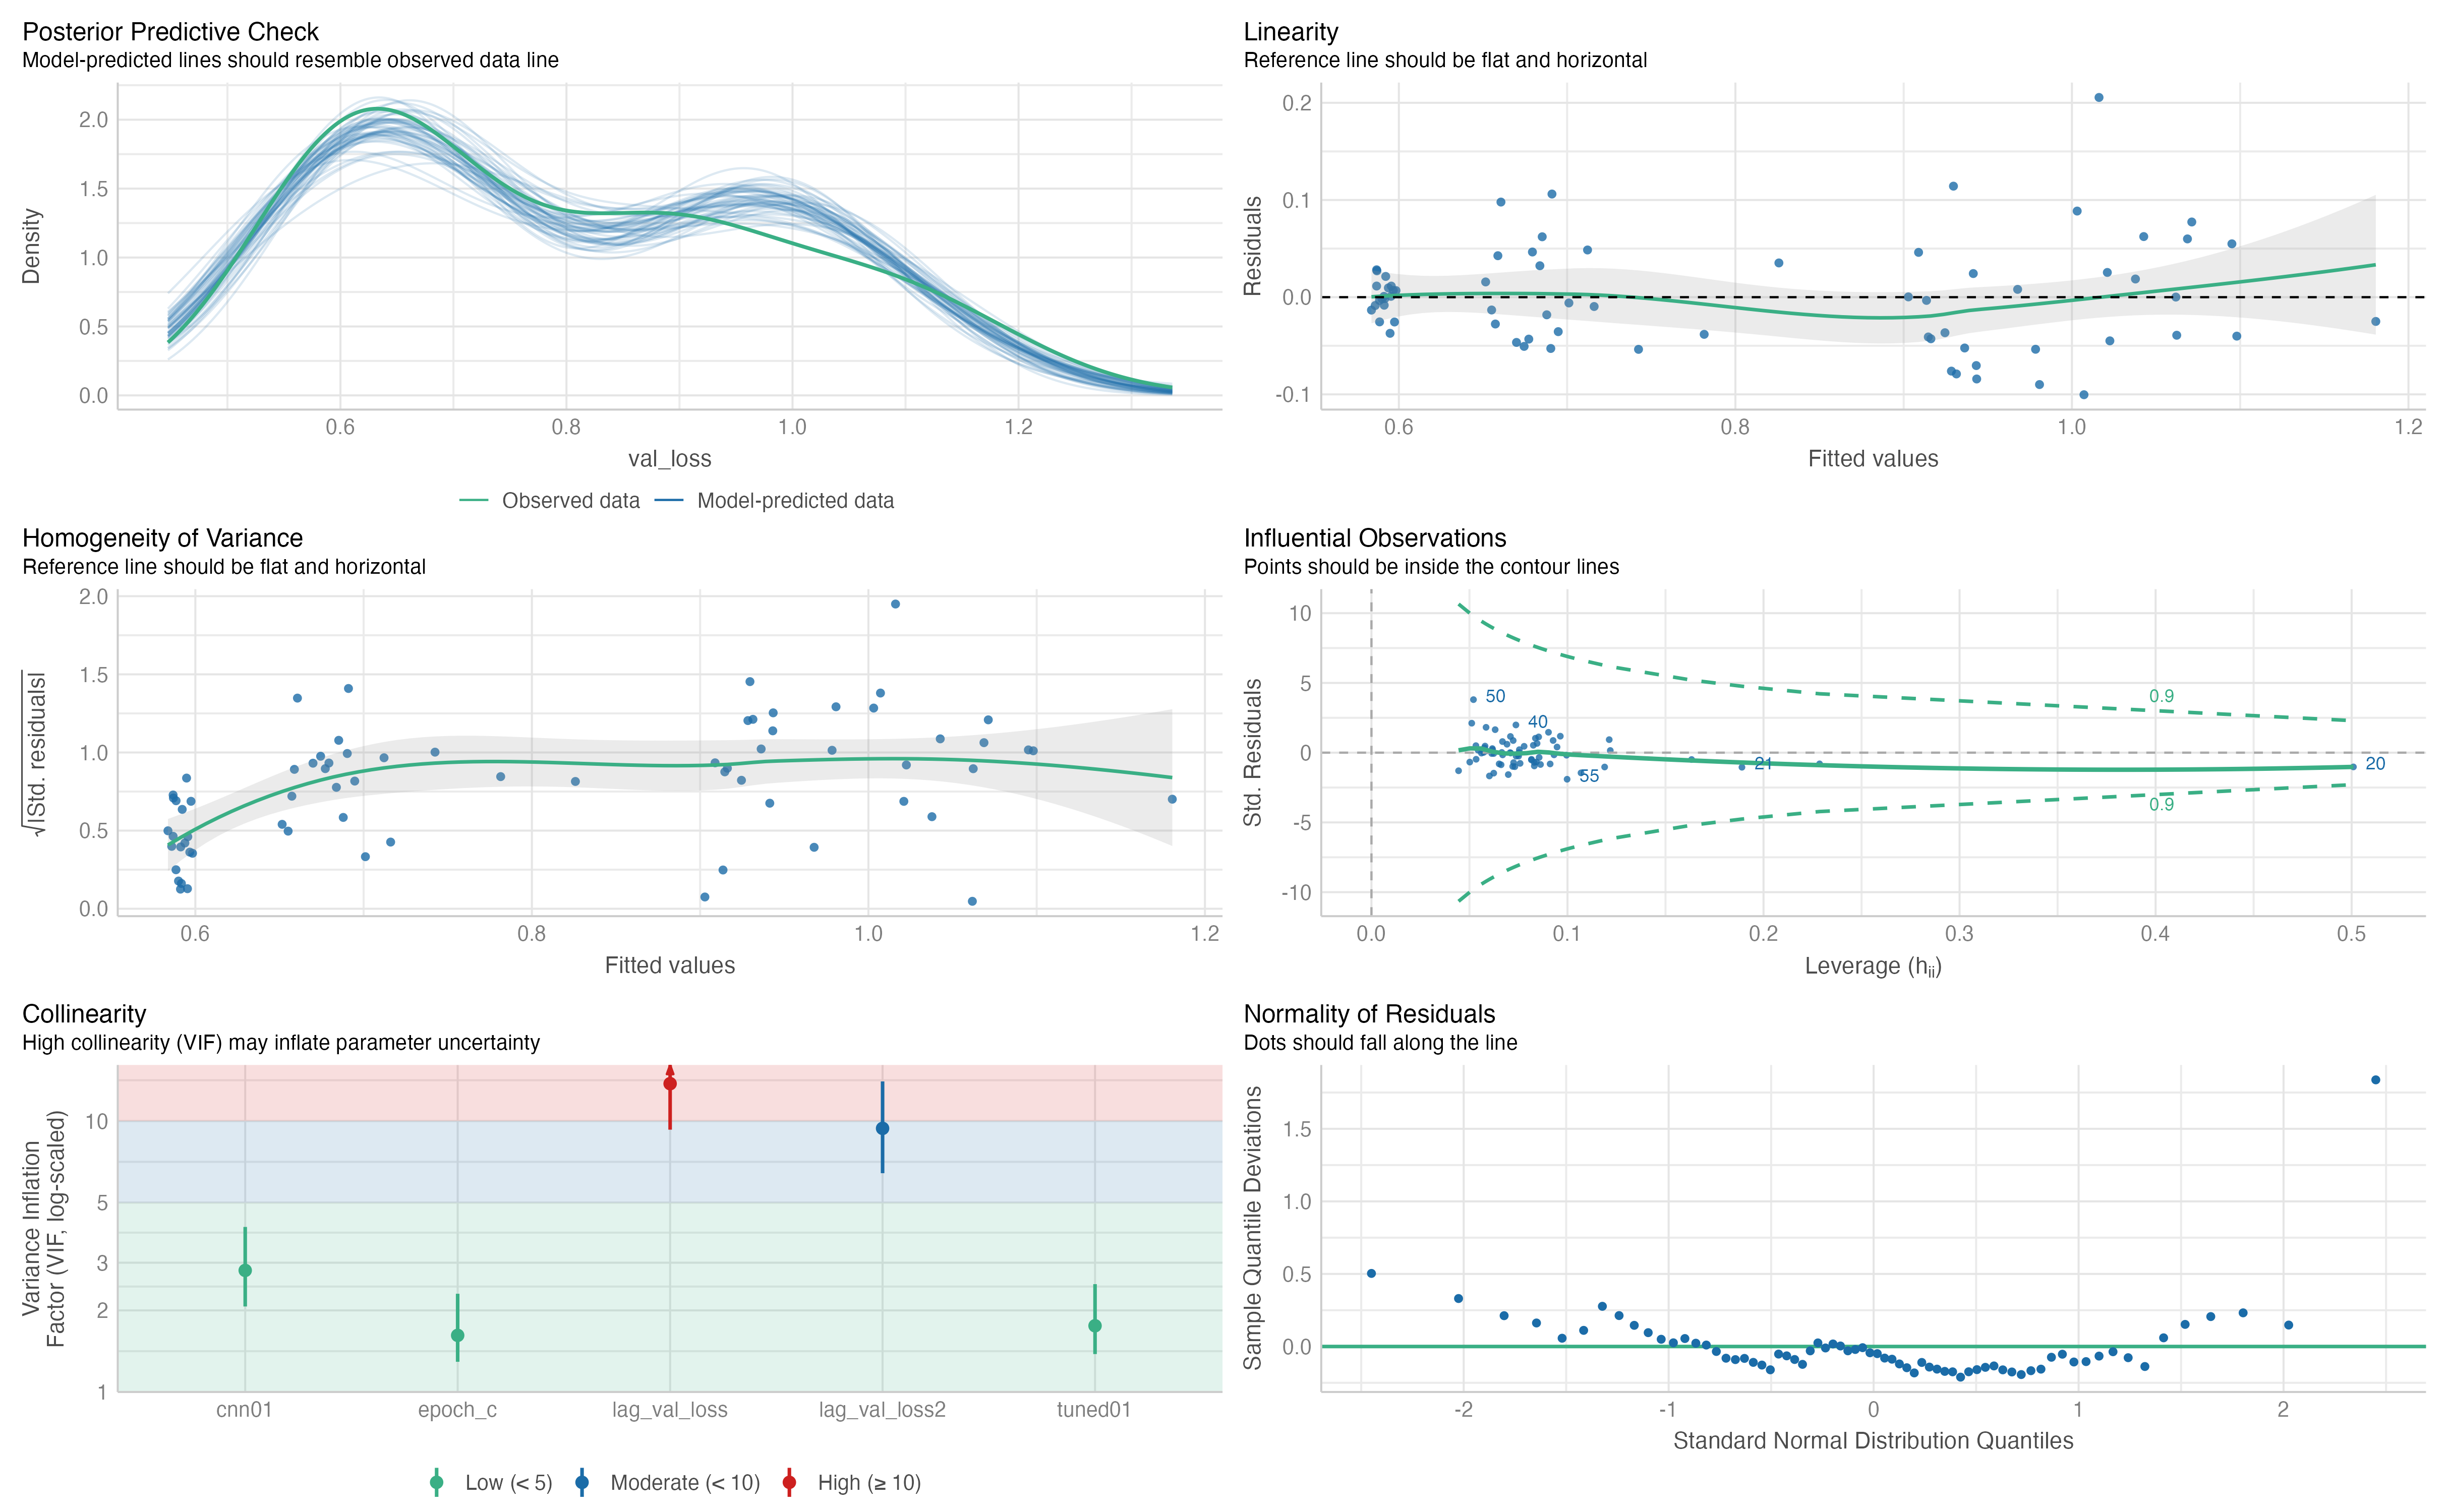 Posterior Predictive Check
Model-predicted lines should resemble observed data line
Density
2.0
1.5
1.0
0.5
0.0
0.6
0.8
1.0
1.2
val_loss
Observed data
Model-predicted data
Linearity
Reference line should be flat and horizontal
Residuals
0.2
0.1
0.0
-0.1
0.6
0.8
1.0
1.2
Fitted values
Homogeneity of Variance
Reference line should be flat and horizontal
√|Std. residuals|
2.0
1.5
1.0
0.5
0.0
0.6
0.8
1.0
1.2
Fitted values
Influential Observations
Points should be inside the contour lines
Std. Residuals
10
5
0
-5
-10
50
40
55
21
20
0.9
0.9
0.0
0.1
0.2
0.3
0.4
0.5
Leverage (hii)
Collinearity
High collinearity (VIF) may inflate parameter uncertainty
Variance Inflation
Factor (VIF, log-scaled)
10
5
3
2
1
cnn01
epoch_c
lag_val_loss
lag_val_loss2
tuned01
Low (< 5)
Moderate (< 10)
High (≥ 10)
Normality of Residuals
Dots should fall along the line
Sample Quantile Deviations
1.5
1.0
0.5
0.0
-2
-1
0
1
2
Standard Normal Distribution Quantiles